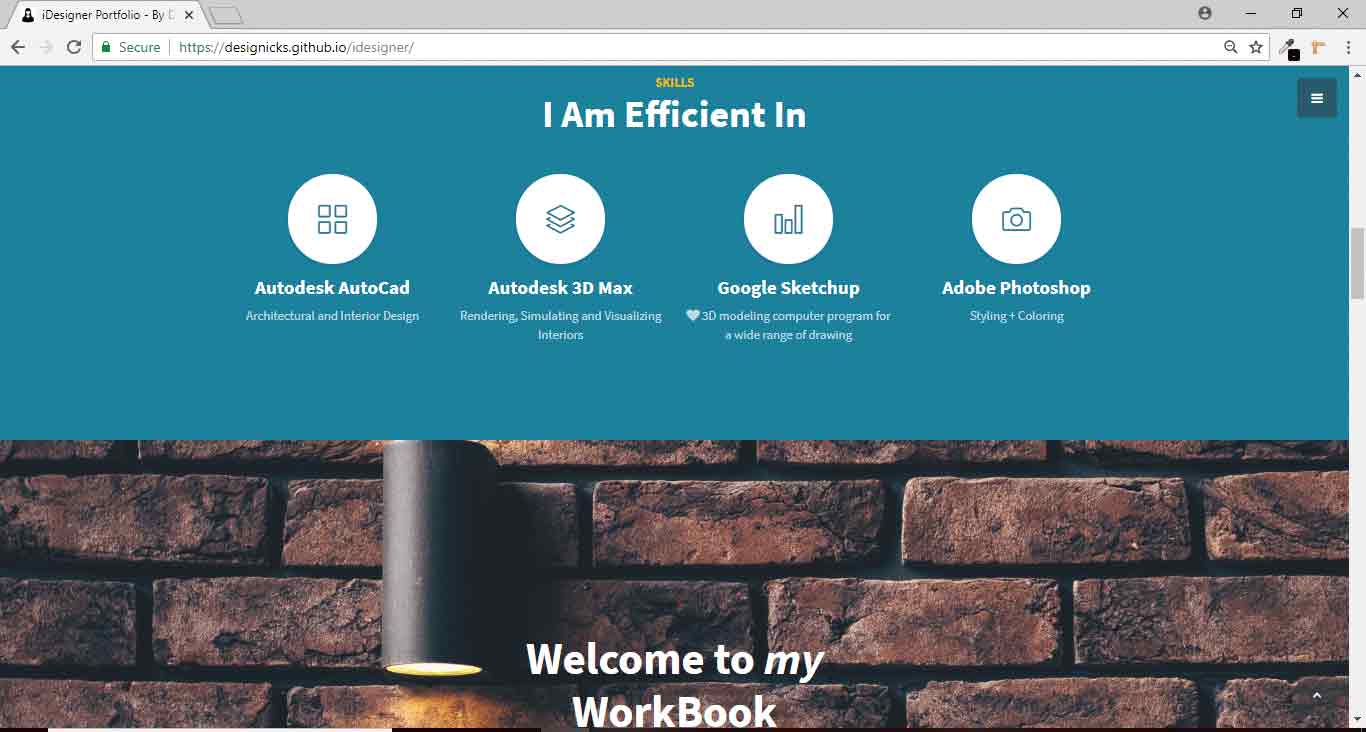 iDesigner Portfolio - By
Secure
https://designicks.github.io/idesigner/
SKILLS
I Am Efficient In
Autodesk AutoCad
Architectural and Interior Design
Autodesk 3D Max
Rendering, Simulating and Visualizing
Interiors
Google Sketchup
3D modeling computer program for
a wide range of drawing
Adobe Photoshop
Styling + Coloring
Welcome to my
WorkBook